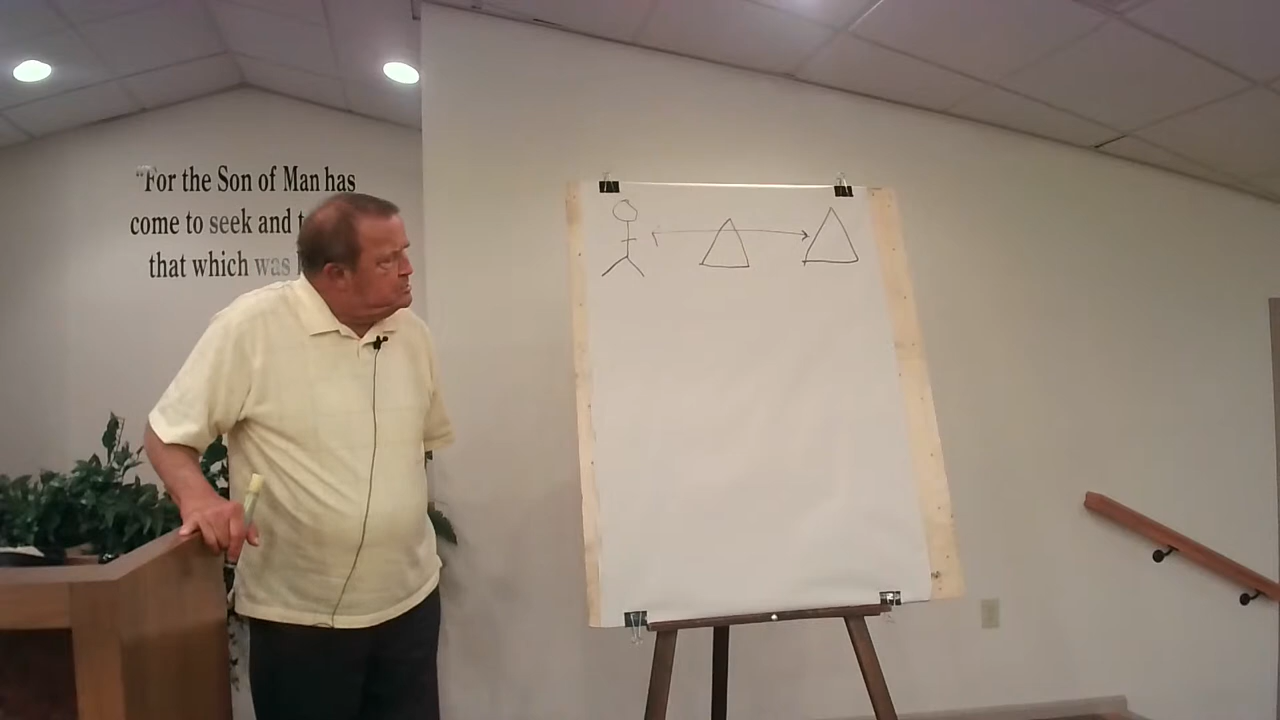 “For the Son of Man has
come to seek and
that which was